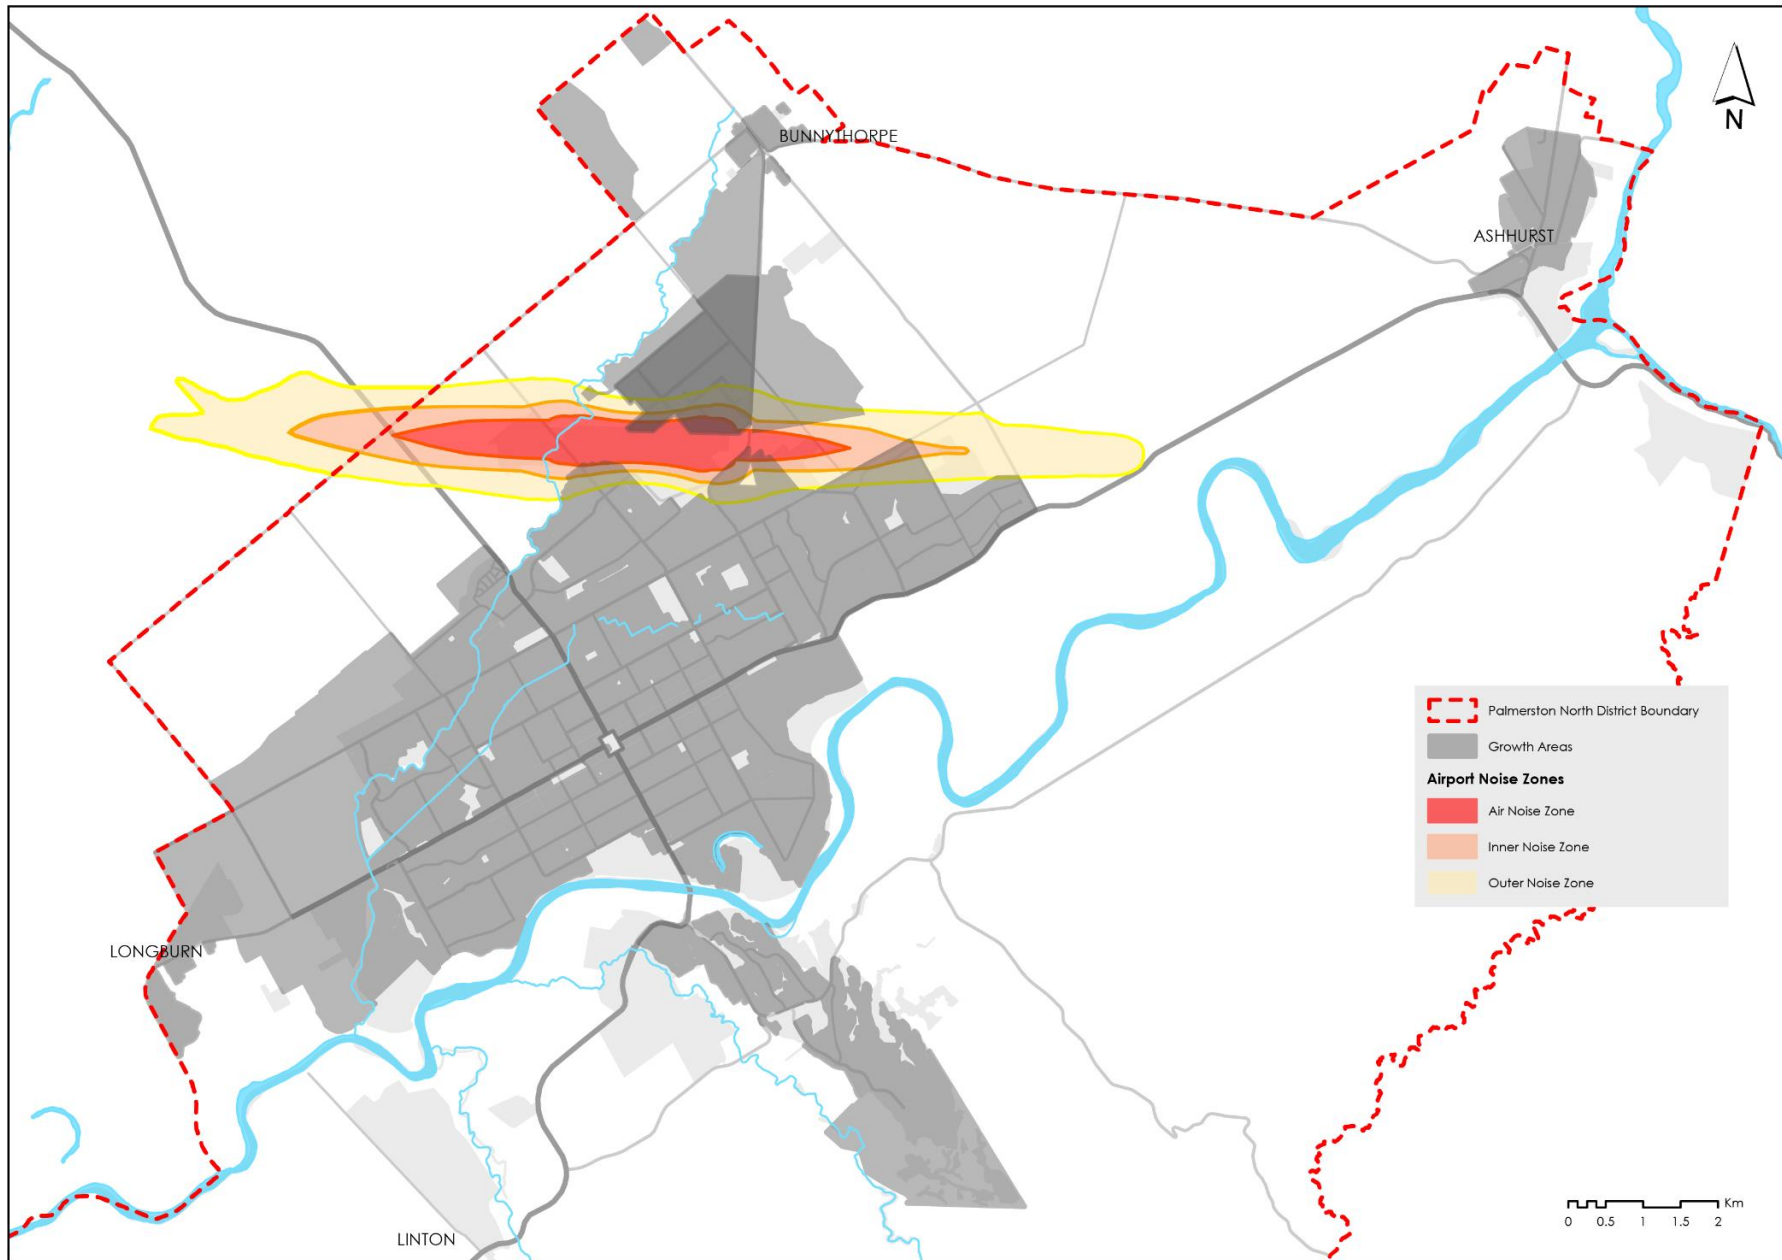 N
BUNNYTHORPE
ASHHURST
Palmerston North District Boundary
Growth Areas
Airport Noise Zones
Air Noise Zone
Inner Noise Zone
Outer Noise Zone
LONGBURN
LINTON
Km
0 0.5 1 1.5 2